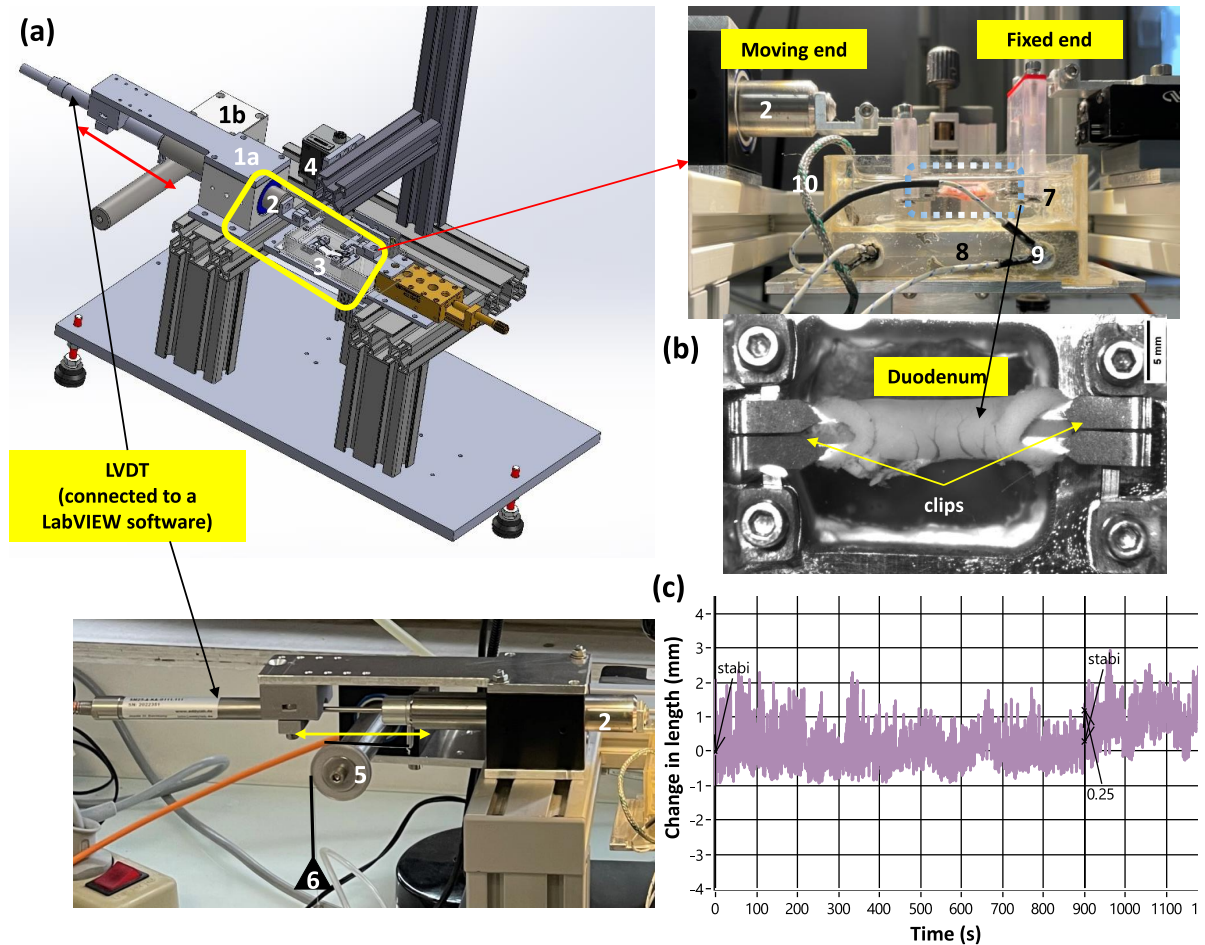 (a)
1b
1a
4
2
3
LVDT
(connected to a
LabVIEW software)
2
5
6
Moving end
Fixed end
2
10
7
8
9
(b)
5 mm
Duodenum
clips
(c)
Change in length (mm)
4
3
2
1
0
-1
-2
-3
-4
stabi
stabi
0.25
0 100 200 300 400 500 600 700 800 900 1000 1100 1
Time (s)